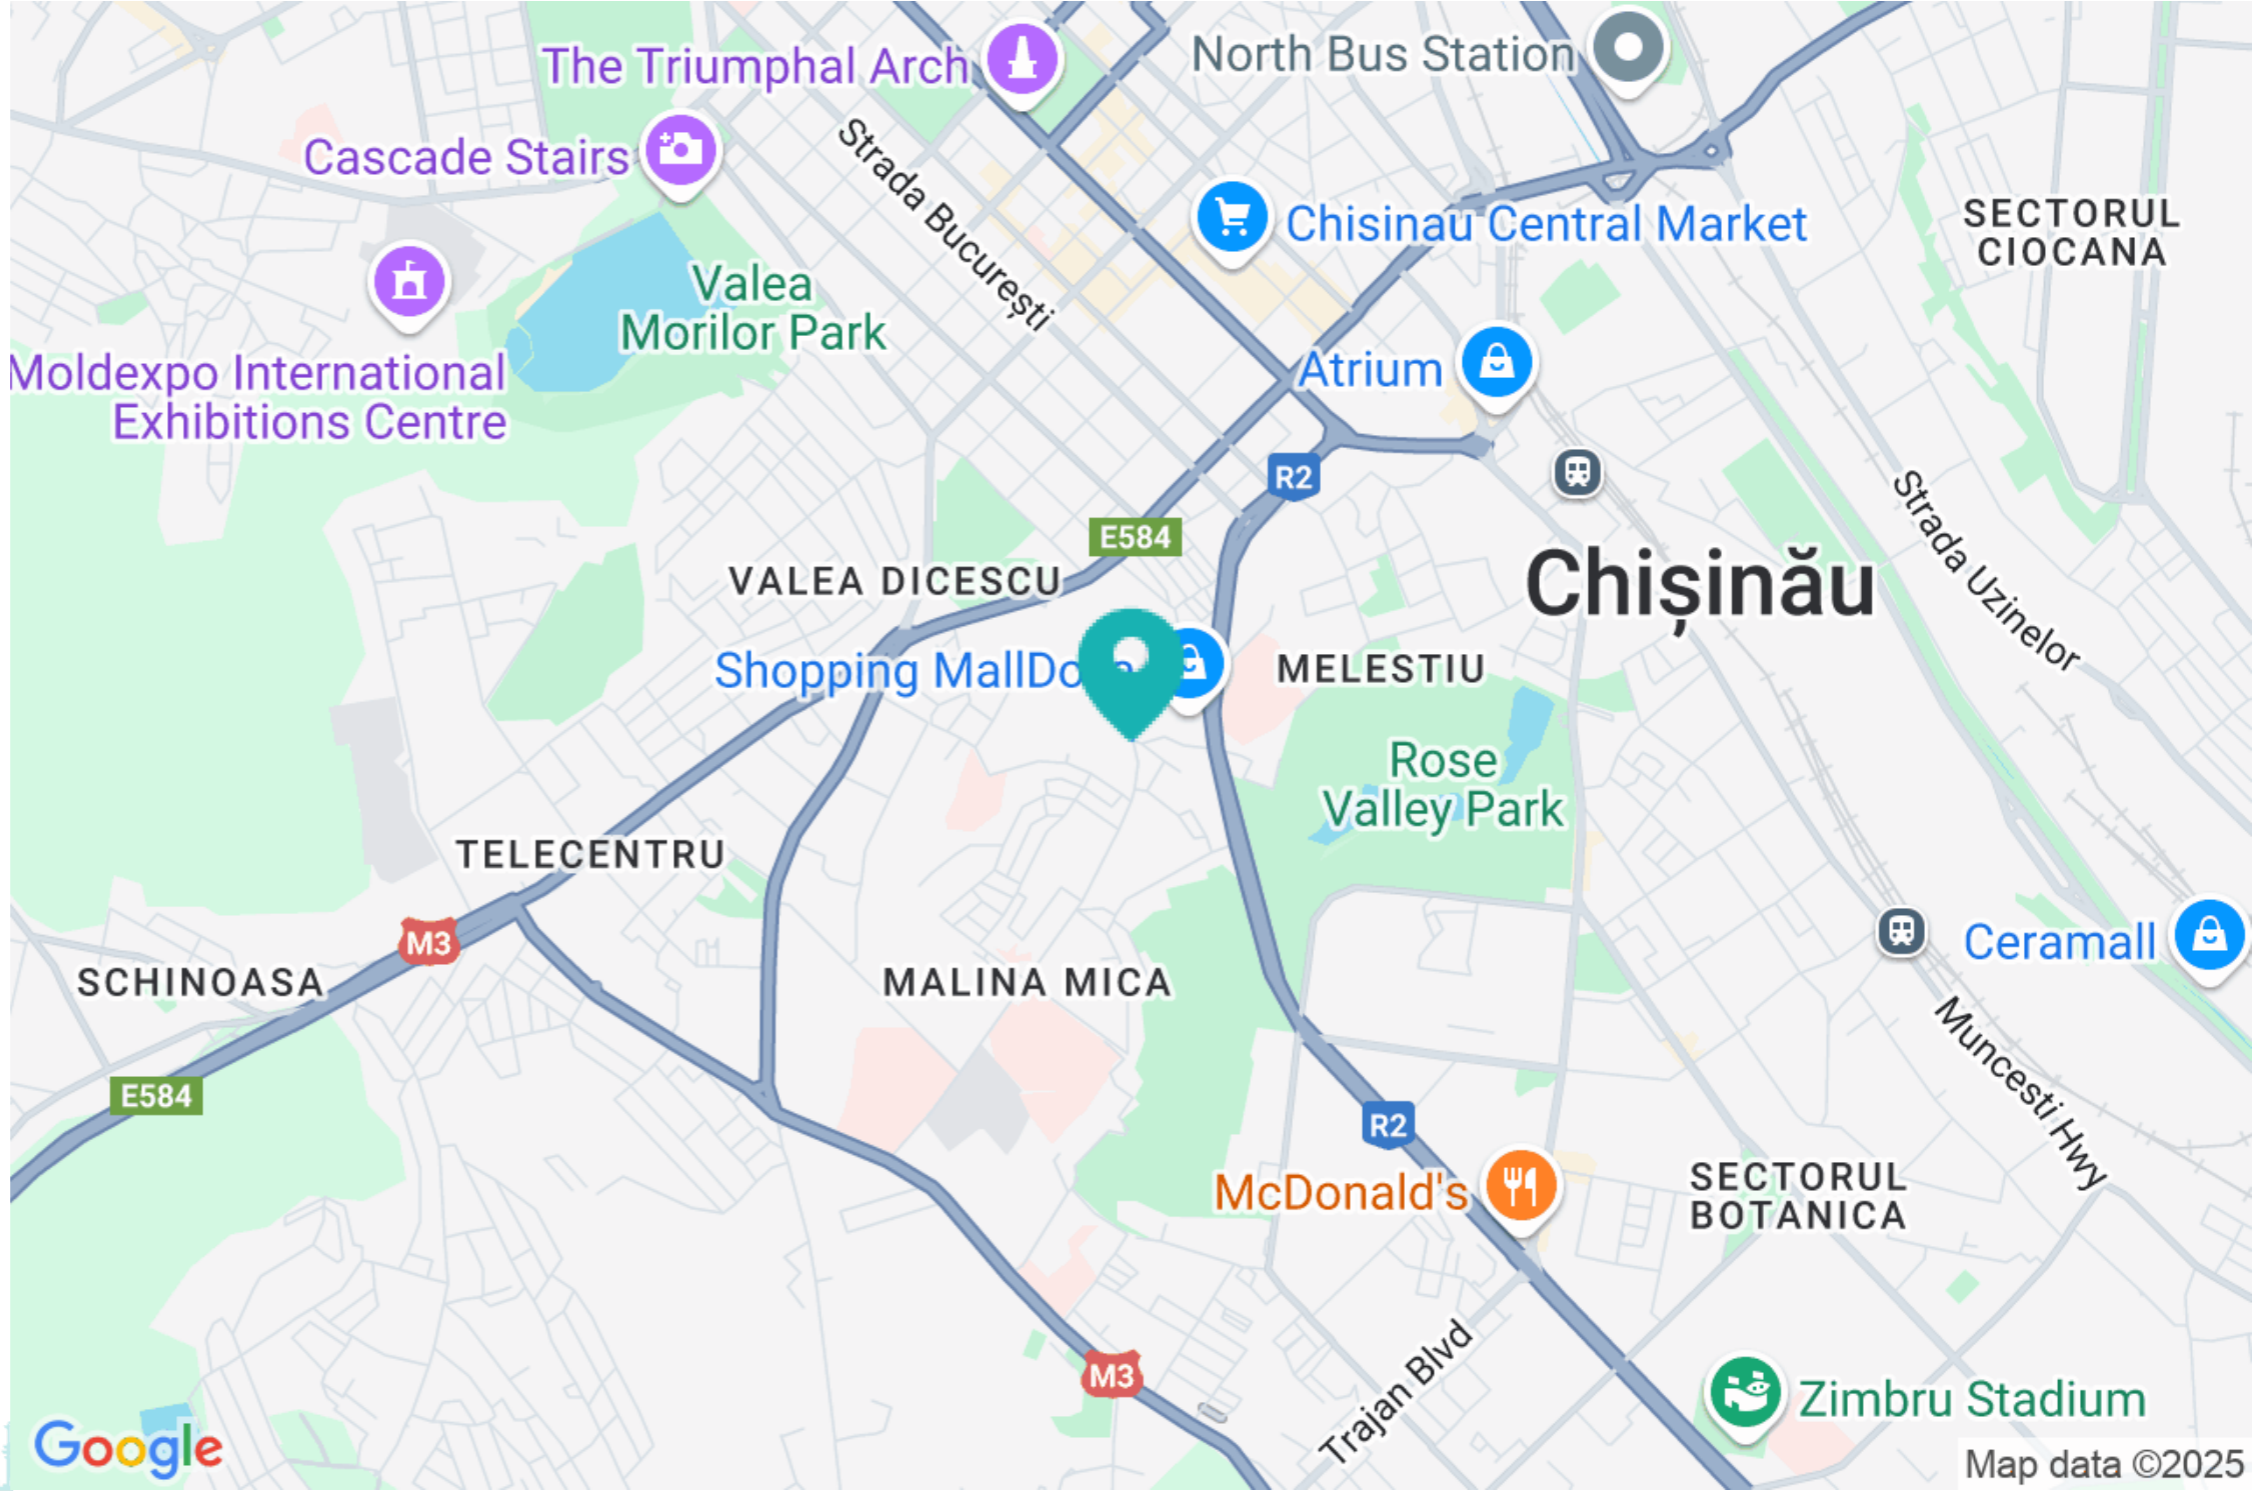 The Triumphal Arch
North Bus Station
Cascade Stairs
Strada București
Chisinau Central Market
SECTORUL
CIOCANA
Valea
Morilor Park
Moldexpo International
Exhibitions Centre
Atrium
R2
E584
Strada Uzinelor
Chișinău
VALEA DICESCU
Shopping MallDo
MELESTIU
Rose
Valley Park
TELECENTRU
M3
Ceramall
SCHINOASA
MALINA MICA
E584
Muncesti Hwy
R2
McDonald's
SECTORUL
BOTANICA
M3
Trajan Blvd
Zimbru Stadium
Google
Map data ©2025